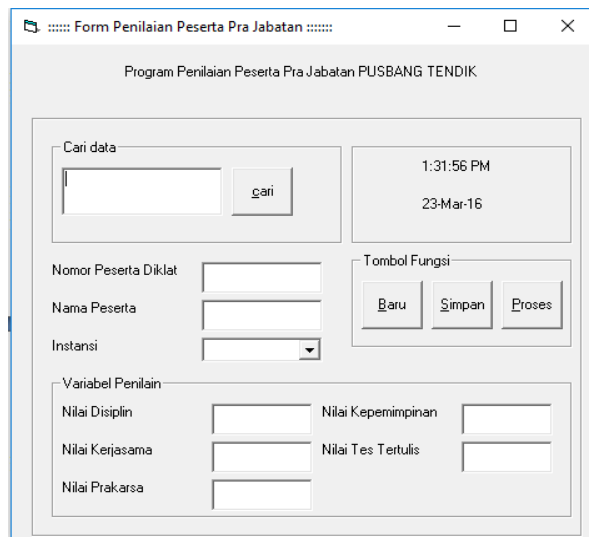 :::::: Form Penilaian Peserta Pra Jabatan :::::::
Program Penilaian Peserta Pra Jabatan PUSBANG TENDIK
Cari data
cari
1:31:56 PM
23-Mar-16
Nomor Peserta Diklat
Nama Peserta
Instansi
Tombol Fungsi
Baru Simpan Proses
Variabel Penilain
Nilai Disiplin Nilai Kepemimpinan
Nilai Kerjasama Nilai Tes Tertulis
Nilai Prakarsa